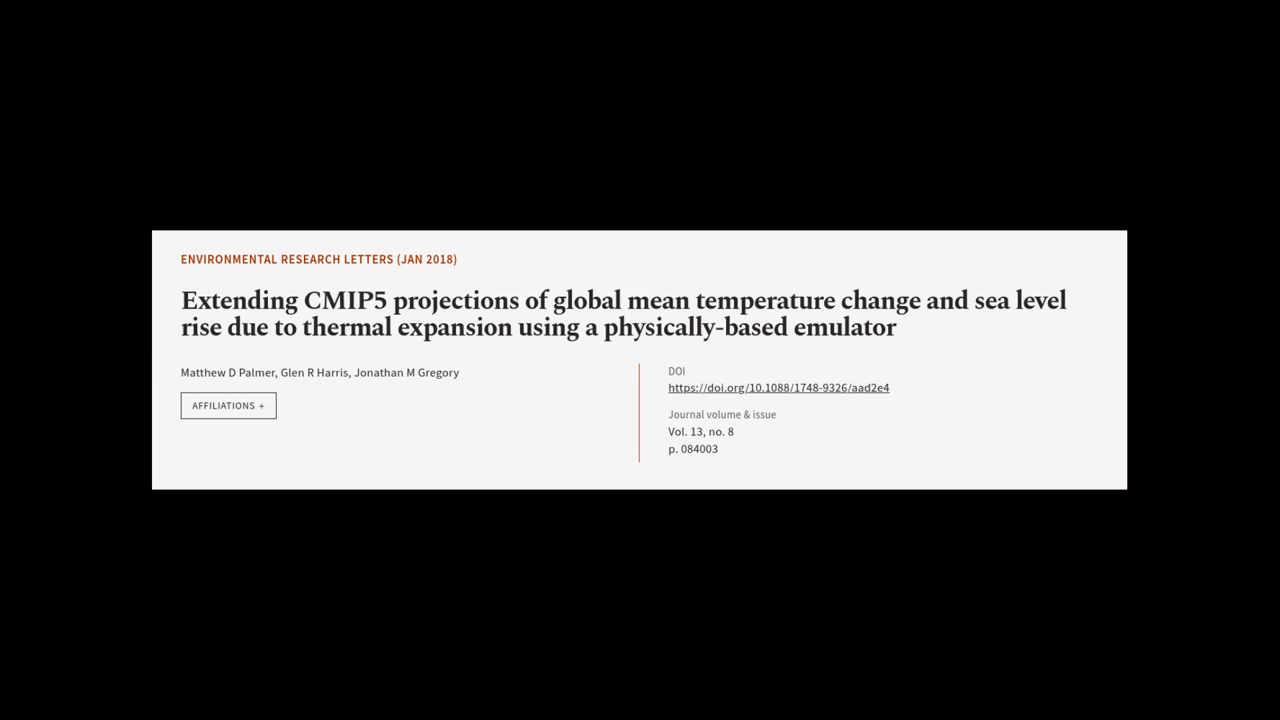 ENVIRONMENTAL RESEARCH LETTERS (JAN 2018)
Extending CMIP5 projections of global mean temperature change and sea level
rise due to thermal expansion using a physically-based emulator
Matthew D Palmer, Glen R Harris, Jonathan M Gregory
AFFILIATIONS +
DOI
https://doi.org/10.1088/1748-9326/aad2e4
Journal volume & issue
Vol. 13, no. 8
p. 084003